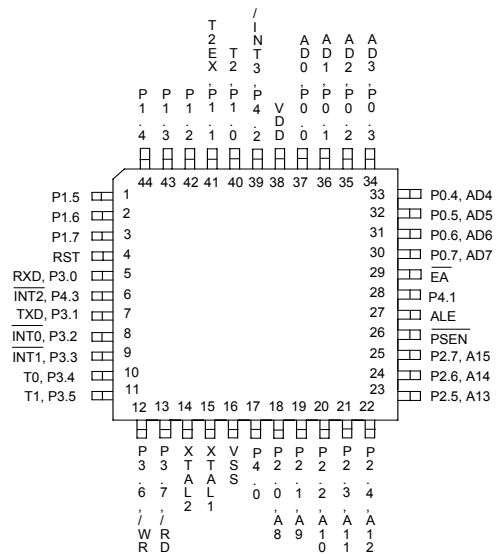 P1.4
P1.3
P1.2
T2EX,P1.1
T2,P1.0
/INT3,P4.2
VDD
AD0,P0.0
AD1,P0.1
AD2,P0.2
AD3,P0.3
44 43 42 41 40 39 38 37 36 35 34
P1.5 1
P1.6 2
P1.7 3
RST 4
RXD, P3.0 5
INT2, P4.3 6
TXD, P3.1 7
INT0, P3.2 8
INT1, P3.3 9
T0, P3.4 10
T1, P3.5 11
33 P0.4, AD4
32 P0.5, AD5
31 P0.6, AD6
30 P0.7, AD7
29 EA
28 P4.1
27 ALE
26 PSEN
25 P2.7, A15
24 P2.6, A14
23 P2.5, A13
12 13 14 15 16 17 18 19 20 21 22
P3.6,/WR
P3.7,/RD
XTAL2
XTAL1
VSS
P4.0
P2.0,A8
P2.1,A9
P2.2,A10
P2.3,A11
P2.4,A12